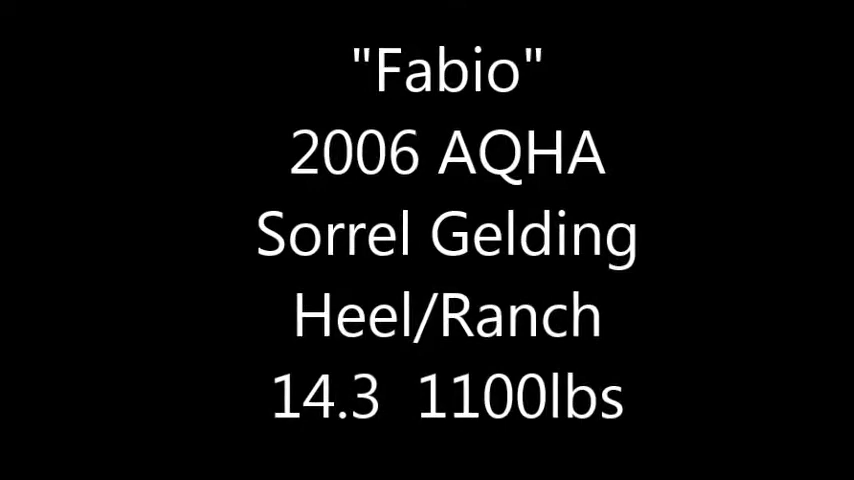 "Fabio"
2006 AQHA
Sorrel Gelding
Heel/Ranch
14.3  1100lbs